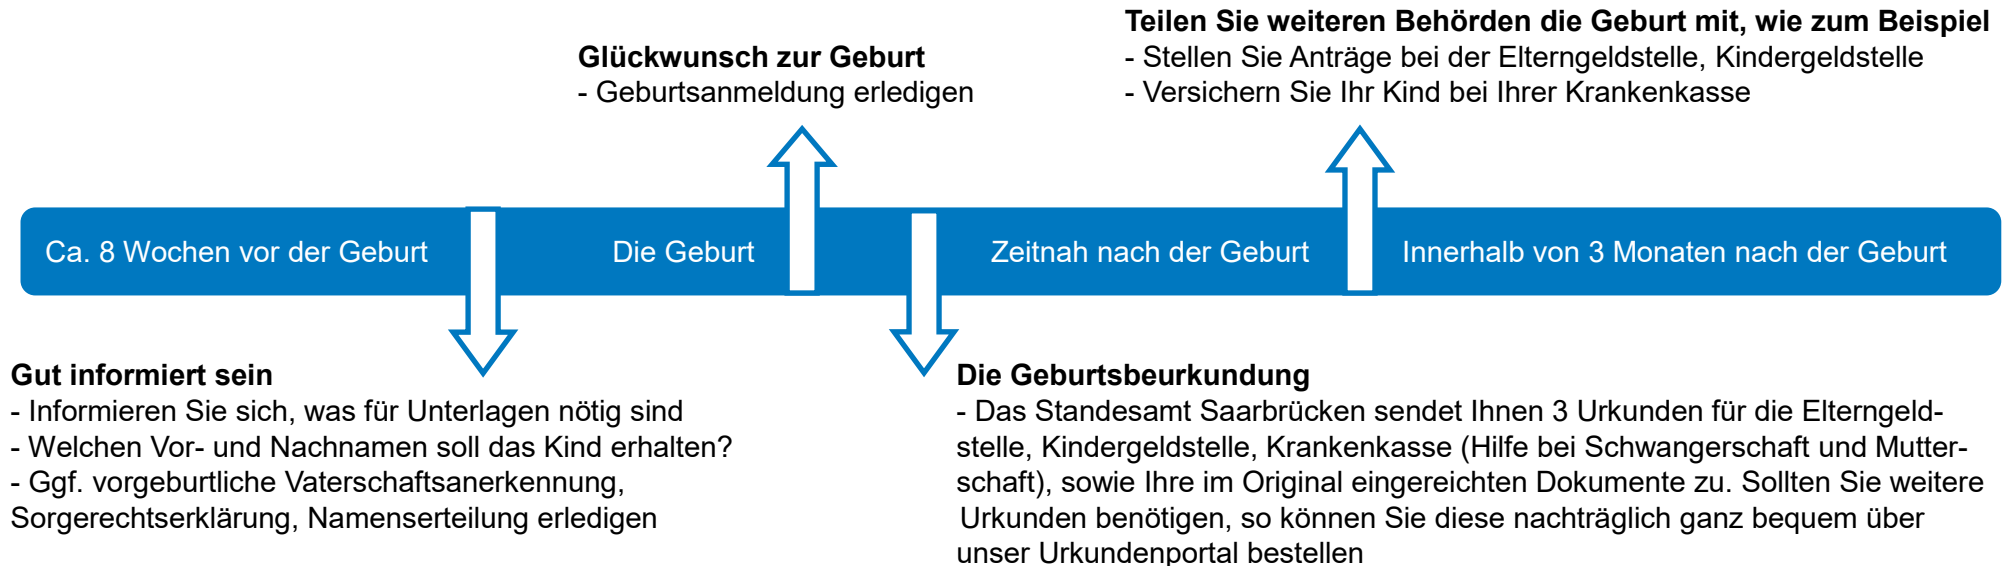 Teilen Sie weiteren Behörden die Geburt mit, wie zum Beispiel
- Stellen Sie Anträge bei der Elterngeldstelle, Kindergeldstelle
- Versichern Sie Ihr Kind bei Ihrer Krankenkasse
Glückwunsch zur Geburt
- Geburtsanmeldung erledigen
Ca. 8 Wochen vor der Geburt
Die Geburt
Zeitnah nach der Geburt
Innerhalb von 3 Monaten nach der Geburt
Gut informiert sein
- Informieren Sie sich, was für Unterlagen nötig sind
- Welchen Vor- und Nachnamen soll das Kind erhalten?
- Ggf. vorgeburtliche Vaterschaftsanerkennung,
Sorgerechtserklärung, Namenserteilung erledigen
Die Geburtsbeurkundung
- Das Standesamt Saarbrücken sendet Ihnen 3 Urkunden für die Elterngeld-
stelle, Kindergeldstelle, Krankenkasse (Hilfe bei Schwangerschaft und Mutter-
schaft), sowie Ihre im Original eingereichten Dokumente zu. Sollten Sie weitere
Urkunden benötigen, so können Sie diese nachträglich ganz bequem über
unser Urkundenportal bestellen